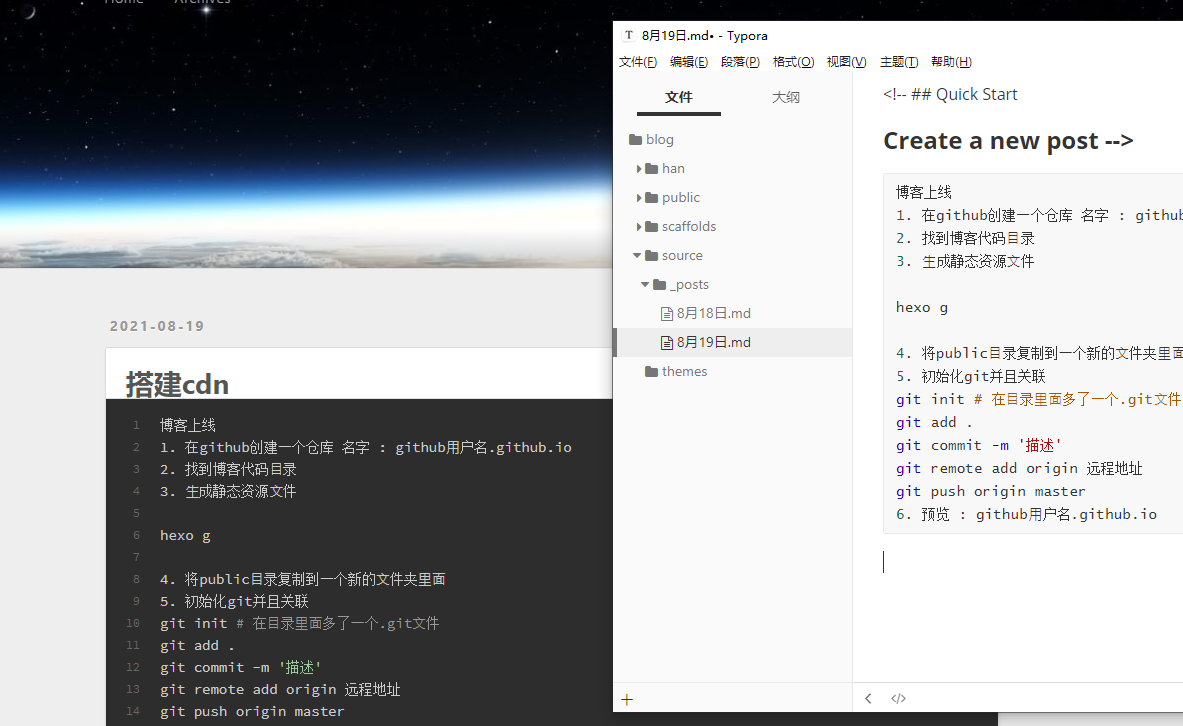 Home Archives
2021-08-19
搭建cdn
1 博客上线
2 1. 在github创建一个仓库 名字 : github用户名.github.io
3 2. 找到博客代码目录
4 3. 生成静态资源文件
5
6 hexo g
7
8 4. 将public目录复制到一个新的文件夹里面
9 5. 初始化git并且关联
10 git init # 在目录里面多了一个.git文件
11 git add .
12 git commit -m '描述'
13 git remote add origin 远程地址
14 git push origin master
T 8月19日.md• - Typora
文件(F) 编辑(E) 段落(P) 格式(O) 视图(V) 主题(T) 帮助(H)
文件 大纲
blog
han
public
scaffolds
source
_posts
8月18日.md
8月19日.md
themes
<!-- ## Quick Start
Create a new post -->
博客上线
1. 在github创建一个仓库 名字 : github
2. 找到博客代码目录
3. 生成静态资源文件
hexo g
4. 将public目录复制到一个新的文件夹里面
5. 初始化git并且关联
git init # 在目录里面多了一个.git文件
git add .
git commit -m '描述'
git remote add origin 远程地址
git push origin master
6. 预览 : github用户名.github.io